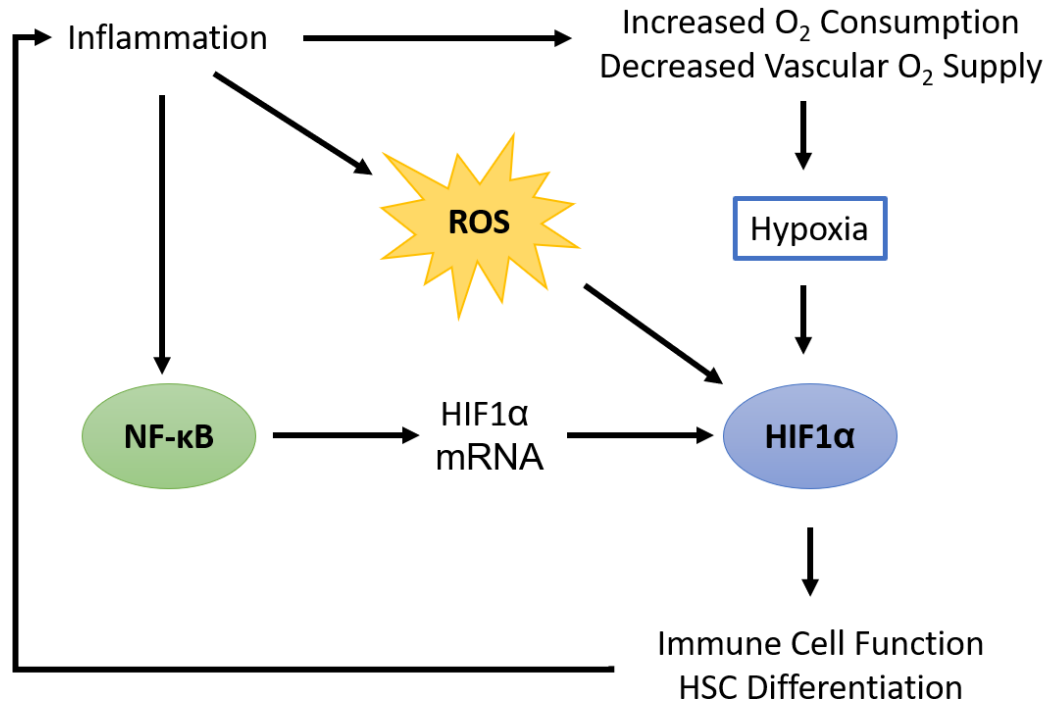 Inflammation
Increased O₂ Consumption
Decreased Vascular O₂ Supply
ROS
Hypoxia
NF-κB
HIF1α
mRNA
HIF1α
Immune Cell Function
HSC Differentiation